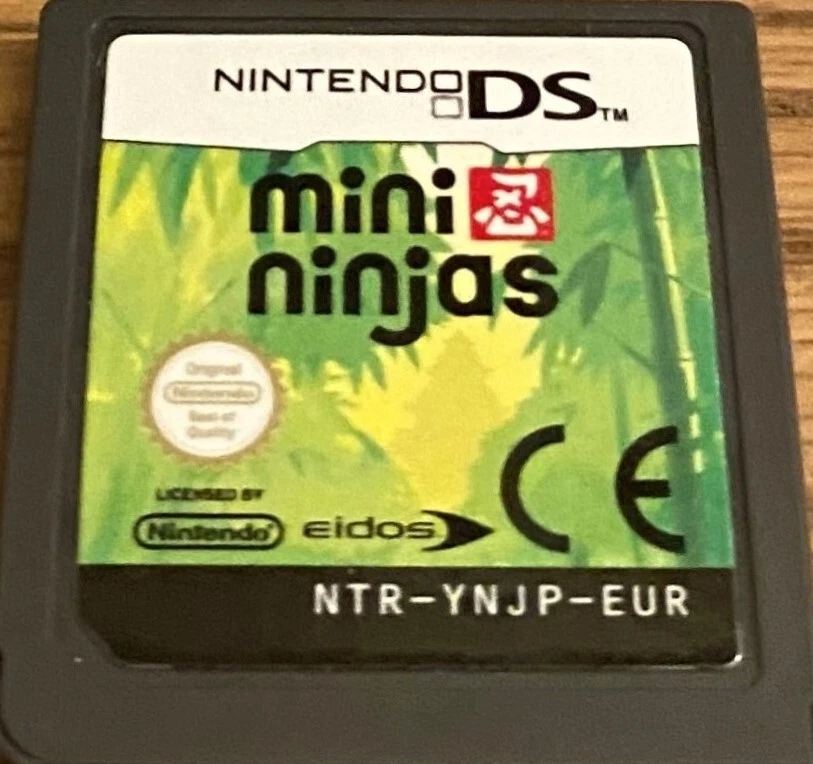 NINTENDO DS™
mini 忍
ninjas
Original
Nintendo
Seal of
Quality
LICENSED BY
Nintendo®
eidos
CE
NTR-YNJP-EUR